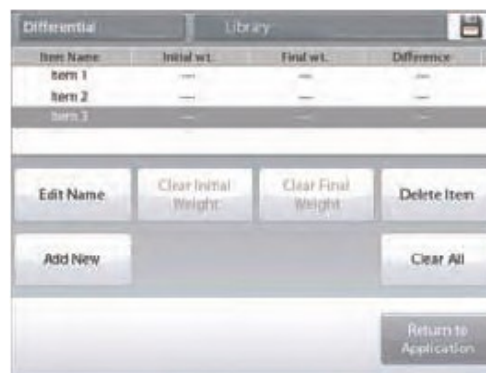 Differential Library
Item Name Initial wt. Final wt. Difference
Item 1 --- --- ---
Item 2 --- --- ---
Item 3 --- --- ---
Edit Name Clear Initial Weight Clear Final Weight Delete Item
Add New Clear All
Return to Application